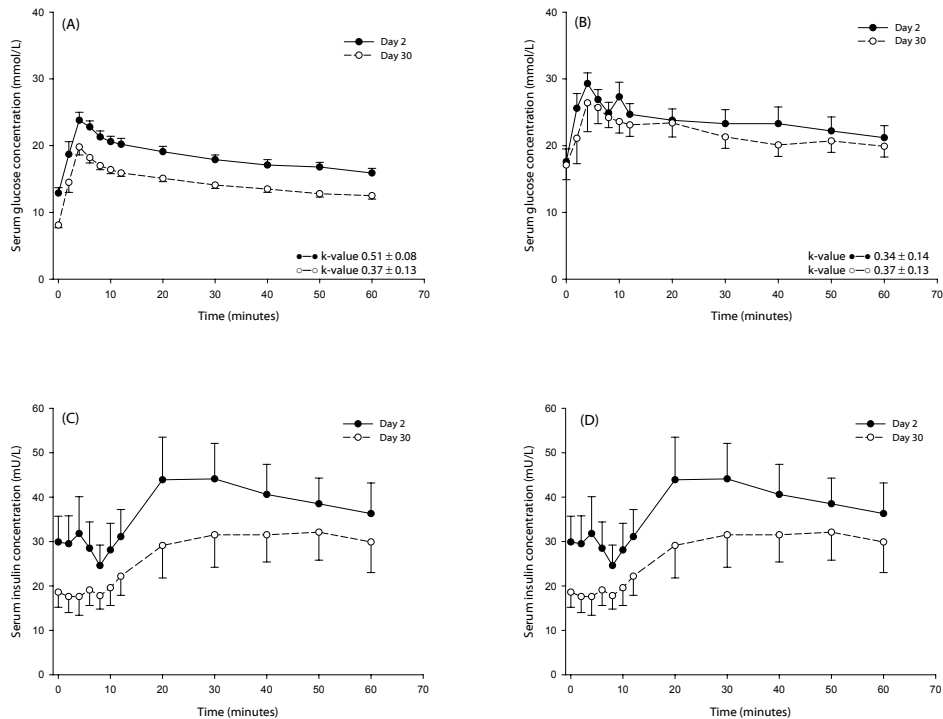 (A)
Day 2
Day 30
Serum glucose concentration (mmol/L)
40
30
20
10
0
k-value 0.51 ± 0.08
k-value 0.37 ± 0.13
0 10 20 30 40 50 60 70
Time (minutes)
(B)
Day 2
Day 30
Serum glucose concentration (mmol/L)
40
30
20
10
0
k-value 0.34 ± 0.14
k-value 0.37 ± 0.13
0 10 20 30 40 50 60 70
Time (minutes)
(C)
Day 2
Day 30
Serum insulin concentration (mU/L)
60
50
40
30
20
10
0
0 10 20 30 40 50 60 70
Time (minutes)
(D)
Day 2
Day 30
Serum insulin concentration (mU/L)
60
50
40
30
20
10
0
0 10 20 30 40 50 60 70
Time (minutes)